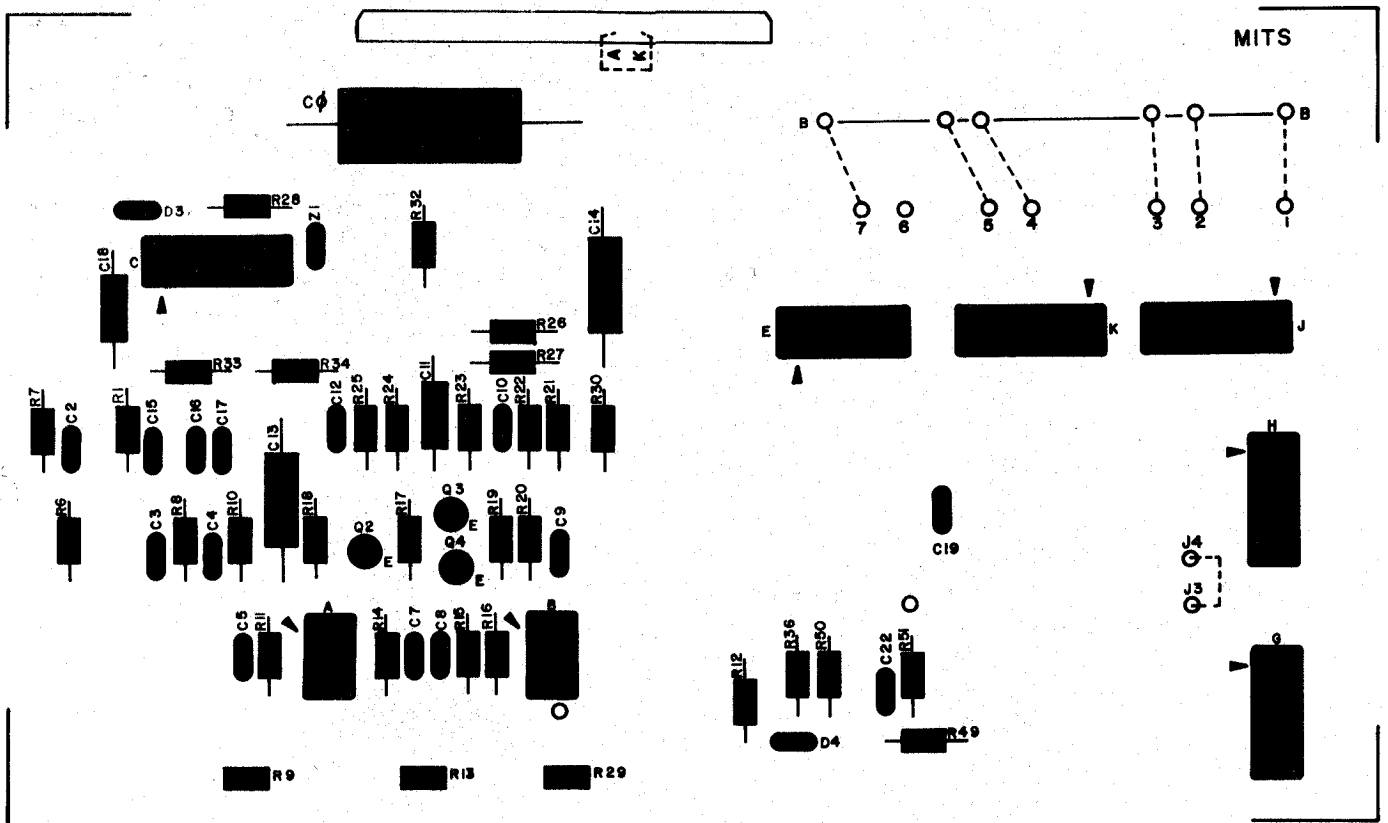 MITS
A K
CØ
B B
D3 R28 Z1 R32 C14
7 6 5 4 3 2 1
C18 C
E K J
R26
R27
R33 R34
R7 C2 R1 C15 C16 C17 C13 C12 R25 R24 C11 R23 C10 R22 R21 R30
H
R6 C3 R8 C4 R10 R18 Q2 E R17 Q3 E Q4 E R19 R20 C9
C19
J4
J3
C5 R11 A R14 C7 C8 R15 R16 B
R12 R36 R50 C22 R51
G
D4 R49
R9 R13 R29